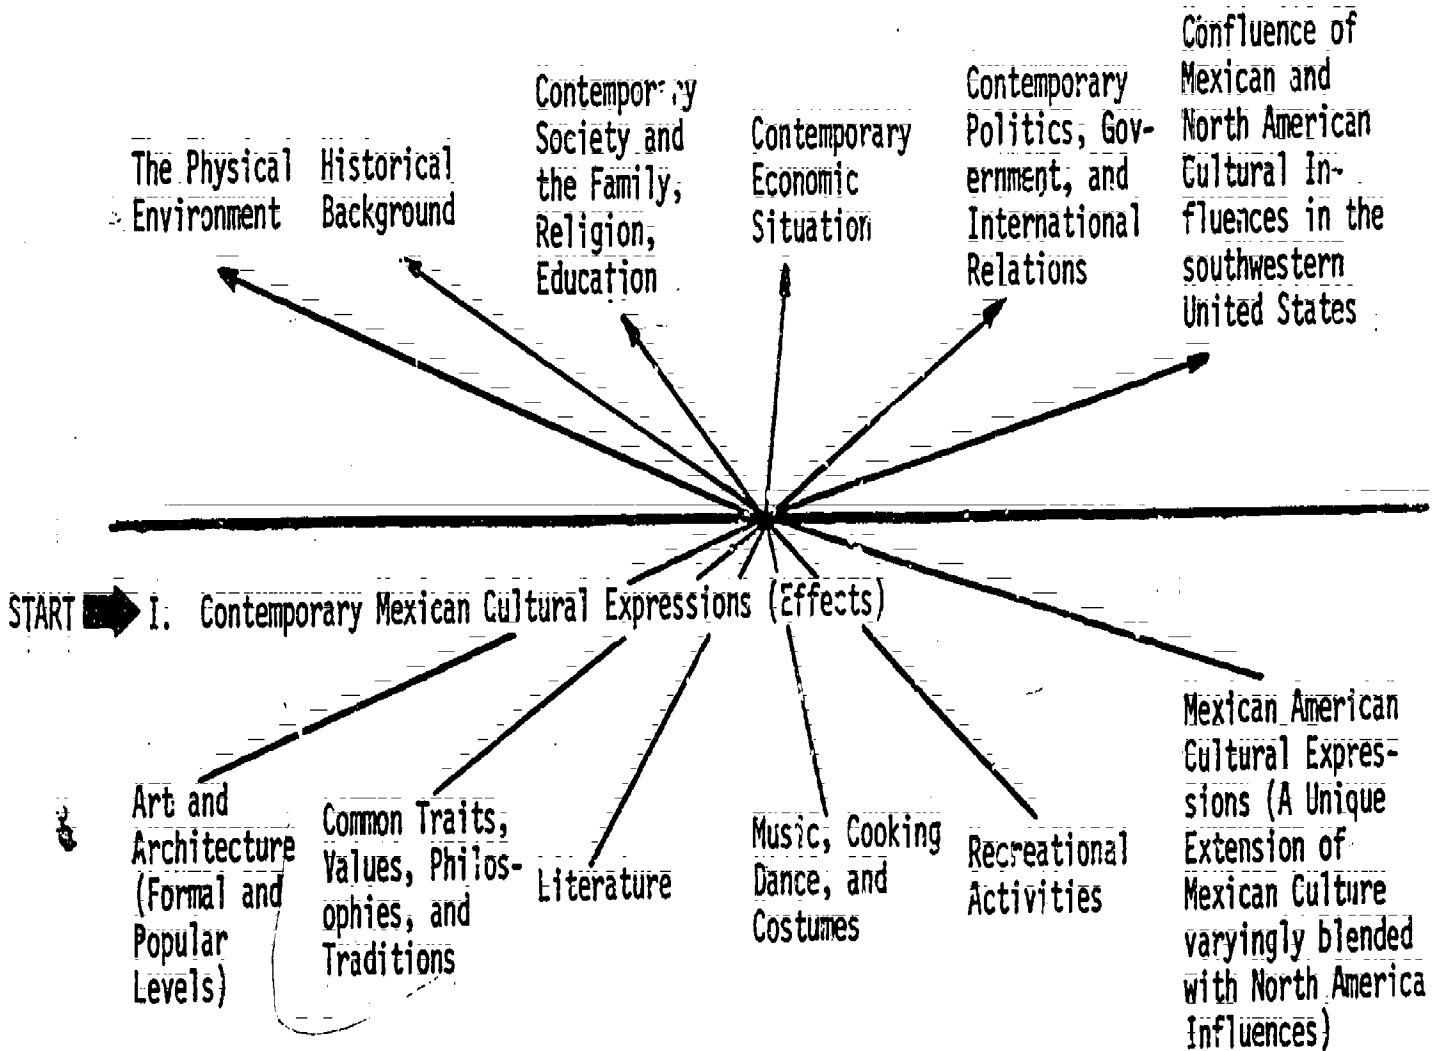 The Physical
Environment
Historical
Background
Contemporary
Society and
the Family,
Religion,
Education
Contemporary
Economic
Situation
Contemporary
Politics, Gov-
ernment, and
International
Relations
Confluence of
Mexican and
North American
Cultural In-
fluences in the
southwestern
United States
START I. Contemporary Mexican Cultural Expressions (Effects)
Art and
Architecture
(Formal and
Popular
Levels)
Common Traits,
Values, Philos-
ophies, and
Traditions
Literature
Music, Cooking
Dance, and
Costumes
Recreational
Activities
Mexican American
Cultural Expres-
sions (A Unique
Extension of
Mexican Culture
varyingly blended
with North America
Influences)